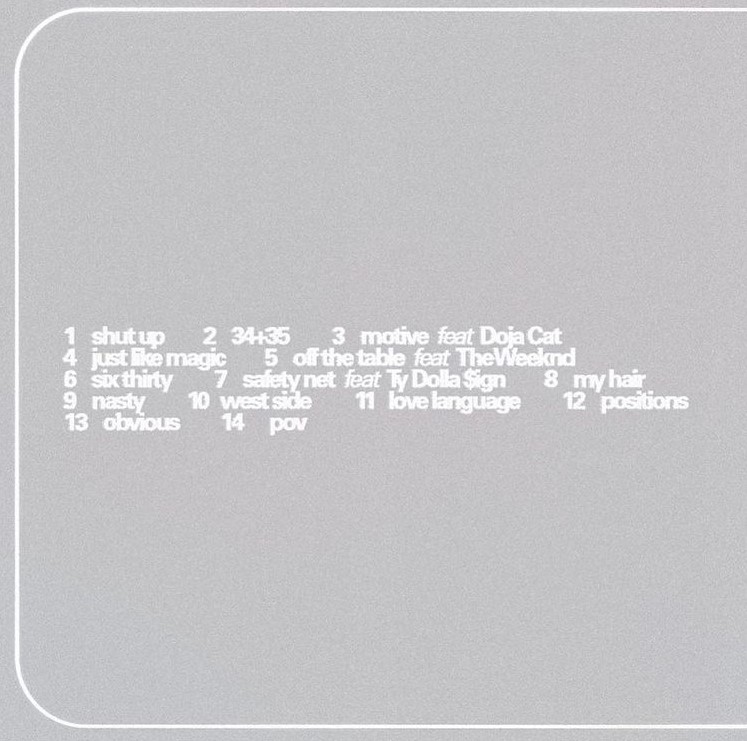 1 shut up 2 34+35 3 motive feat Doja Cat
4 just like magic 5 off the table feat The Weeknd
6 six thirty 7 safety net feat Ty Dolla $ign 8 my hair
9 nasty 10 west side 11 love language 12 positions
13 obvious 14 pov